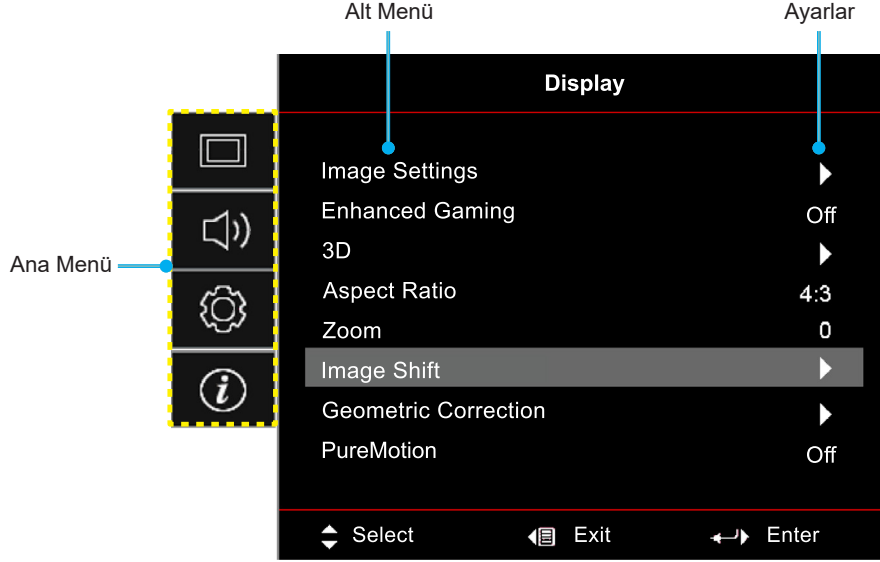 Alt Menü
Ayarlar
Display
Image Settings
Enhanced Gaming Off
3D
Ana Menü
Aspect Ratio 4:3
Zoom 0
Image Shift
Geometric Correction
PureMotion Off
Select Exit Enter